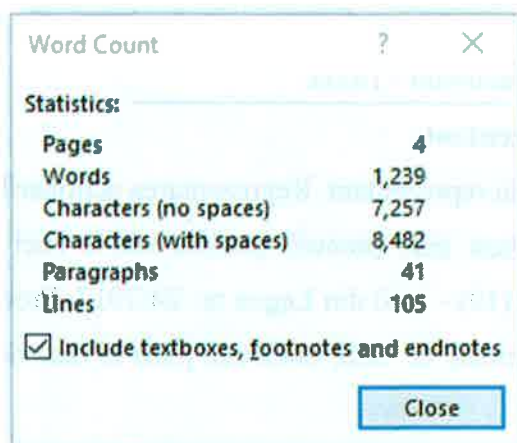 Word Count ? ×
Statistics:
Pages 4
Words 1,239
Characters (no spaces) 7,257
Characters (with spaces) 8,482
Paragraphs 41
Lines 105
Include textboxes, footnotes and endnotes
Close